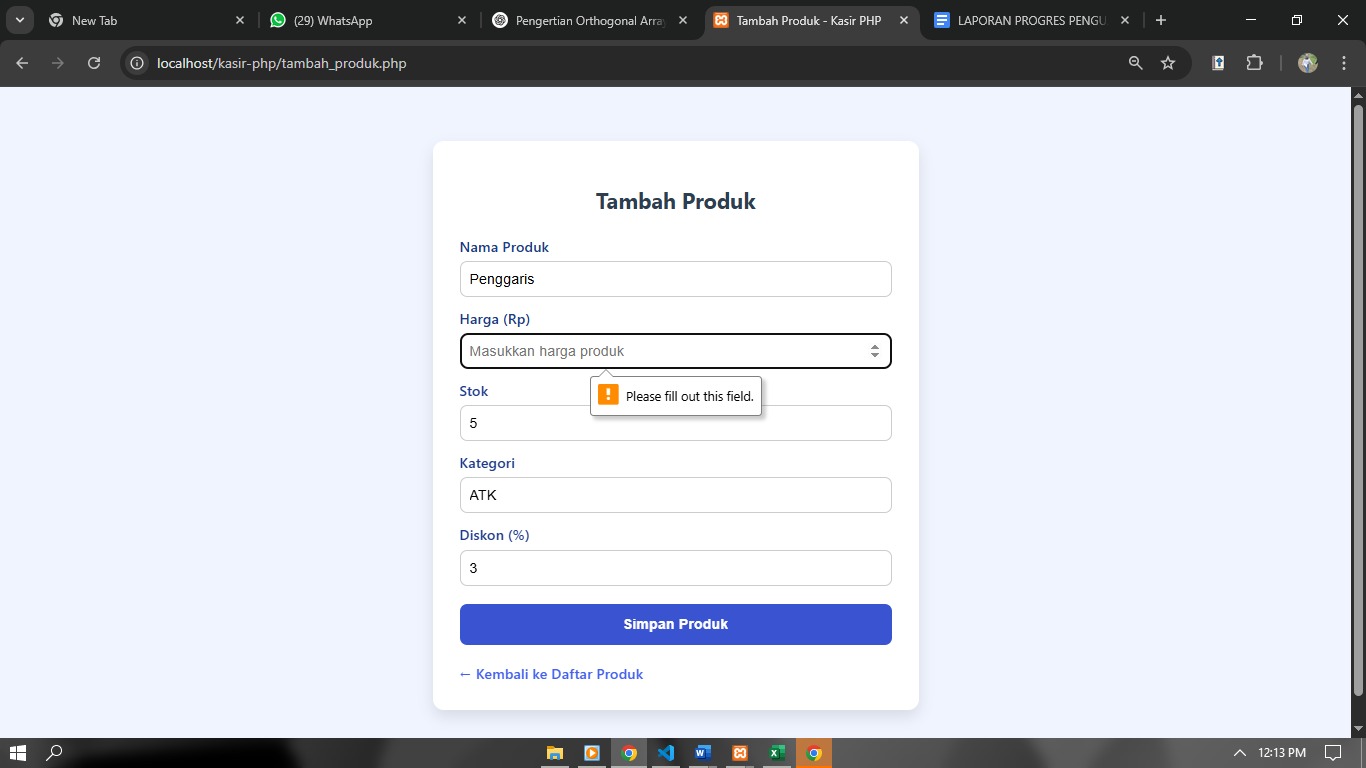 New Tab
(29) WhatsApp
Pengertian Orthogonal Array
Tambah Produk - Kasir PHP
LAPORAN PROGRES PENGU
localhost/kasir-php/tambah_produk.php
Tambah Produk
Nama Produk
Penggaris
Harga (Rp)
Masukkan harga produk
Please fill out this field.
Stok
5
Kategori
ATK
Diskon (%)
3
Simpan Produk
← Kembali ke Daftar Produk
12:13 PM